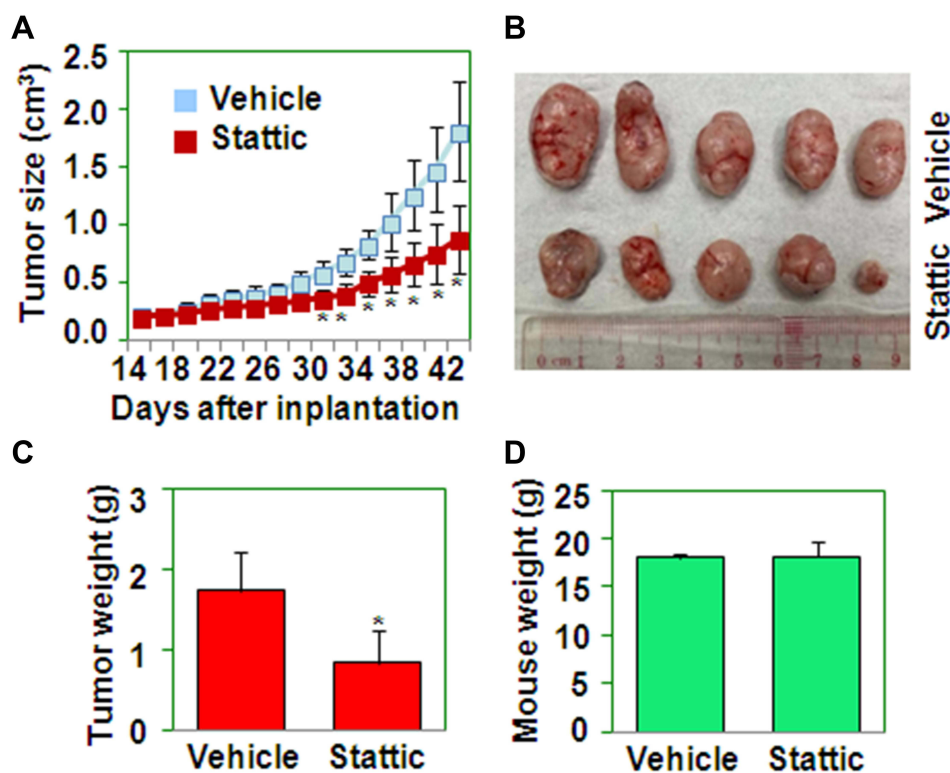 A
2.5
2.0
1.5
1.0
0.5
0.0
Tumor size (cm³)
Vehicle
Stattic
* * * * * * *
14 18 22 26 30 34 38 42
Days after inplantation
B
Vehicle
Stattic
0 cm 1 2 3 4 5 6 7 8 9
C
3
2
1
0
Tumor weight (g)
*
Vehicle Stattic
D
25
20
15
10
5
0
Mouse weight (g)
Vehicle Stattic